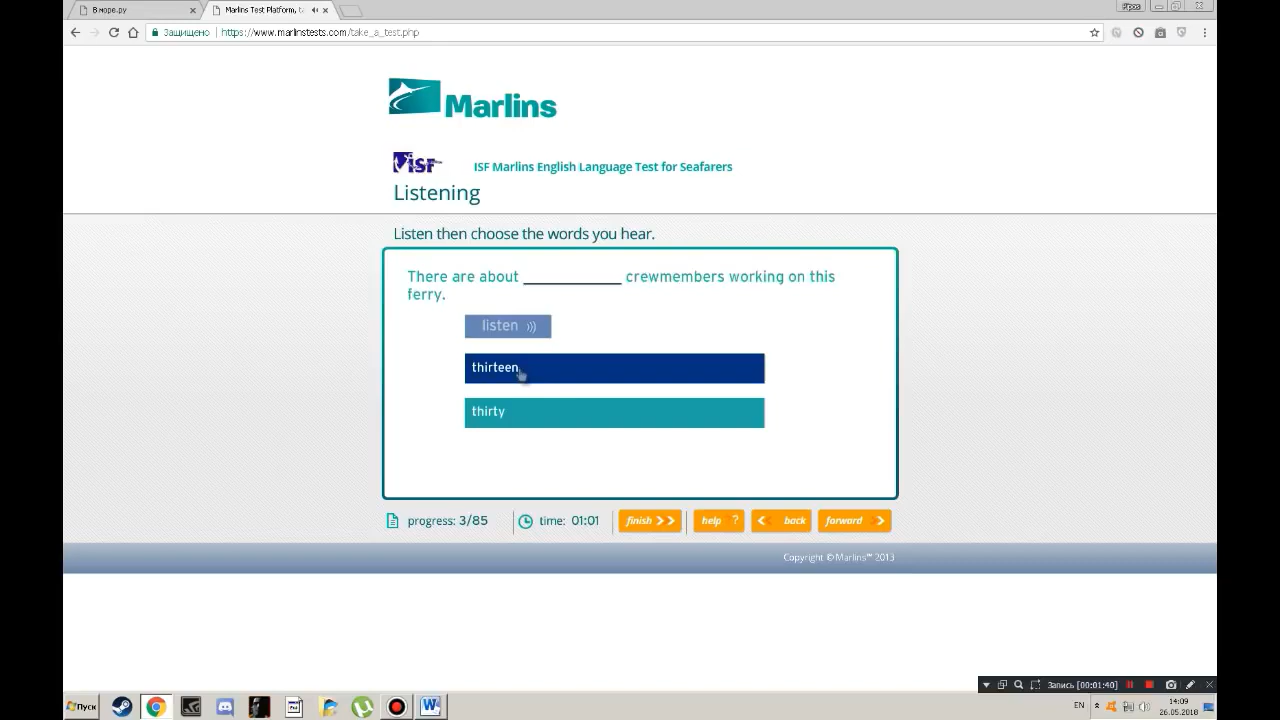 В море.ру
Marlins Test Platform, ta
Защищено
https://www.marlinstests.com/take_a_test.php
Marlins
ISF
ISF Marlins English Language Test for Seafarers
Listening
Listen then choose the words you hear.
There are about ____________ crewmembers working on this
ferry.
listen
thirteen
thirty
progress: 3/85
time: 01:01
finish
help ?
back
forward
Copyright © Marlins™ 2013
Запись [00:01:40]
Пуск
EN
14:09
26.05.2018